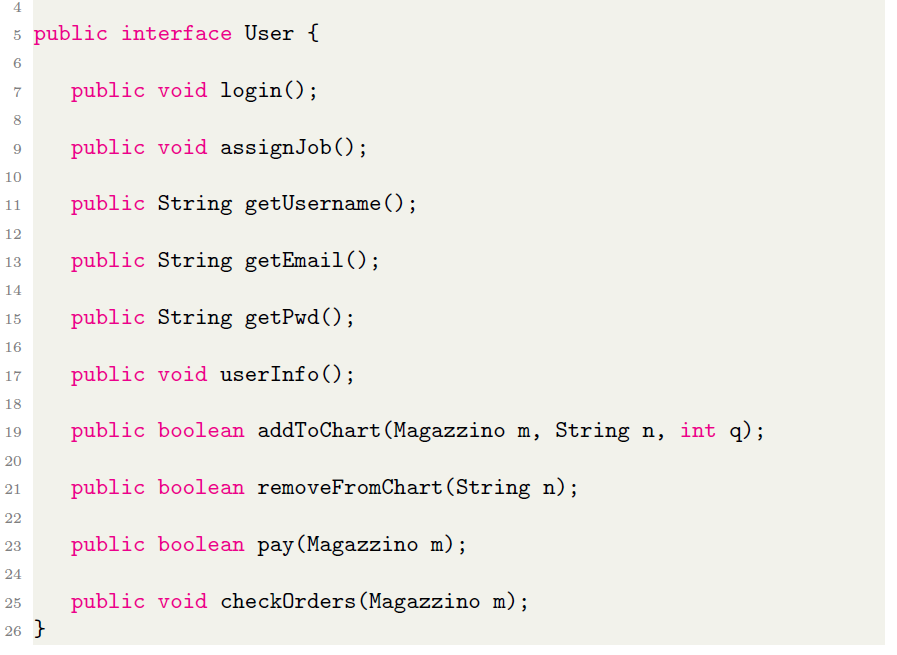 4
5 public interface User {
6
7 public void login();
8
9 public void assignJob();
10
11 public String getUsername();
12
13 public String getEmail();
14
15 public String getPwd();
16
17 public void userInfo();
18
19 public boolean addToChart(Magazzino m, String n, int q);
20
21 public boolean removeFromChart(String n);
22
23 public boolean pay(Magazzino m);
24
25 public void checkOrders(Magazzino m);
26 }